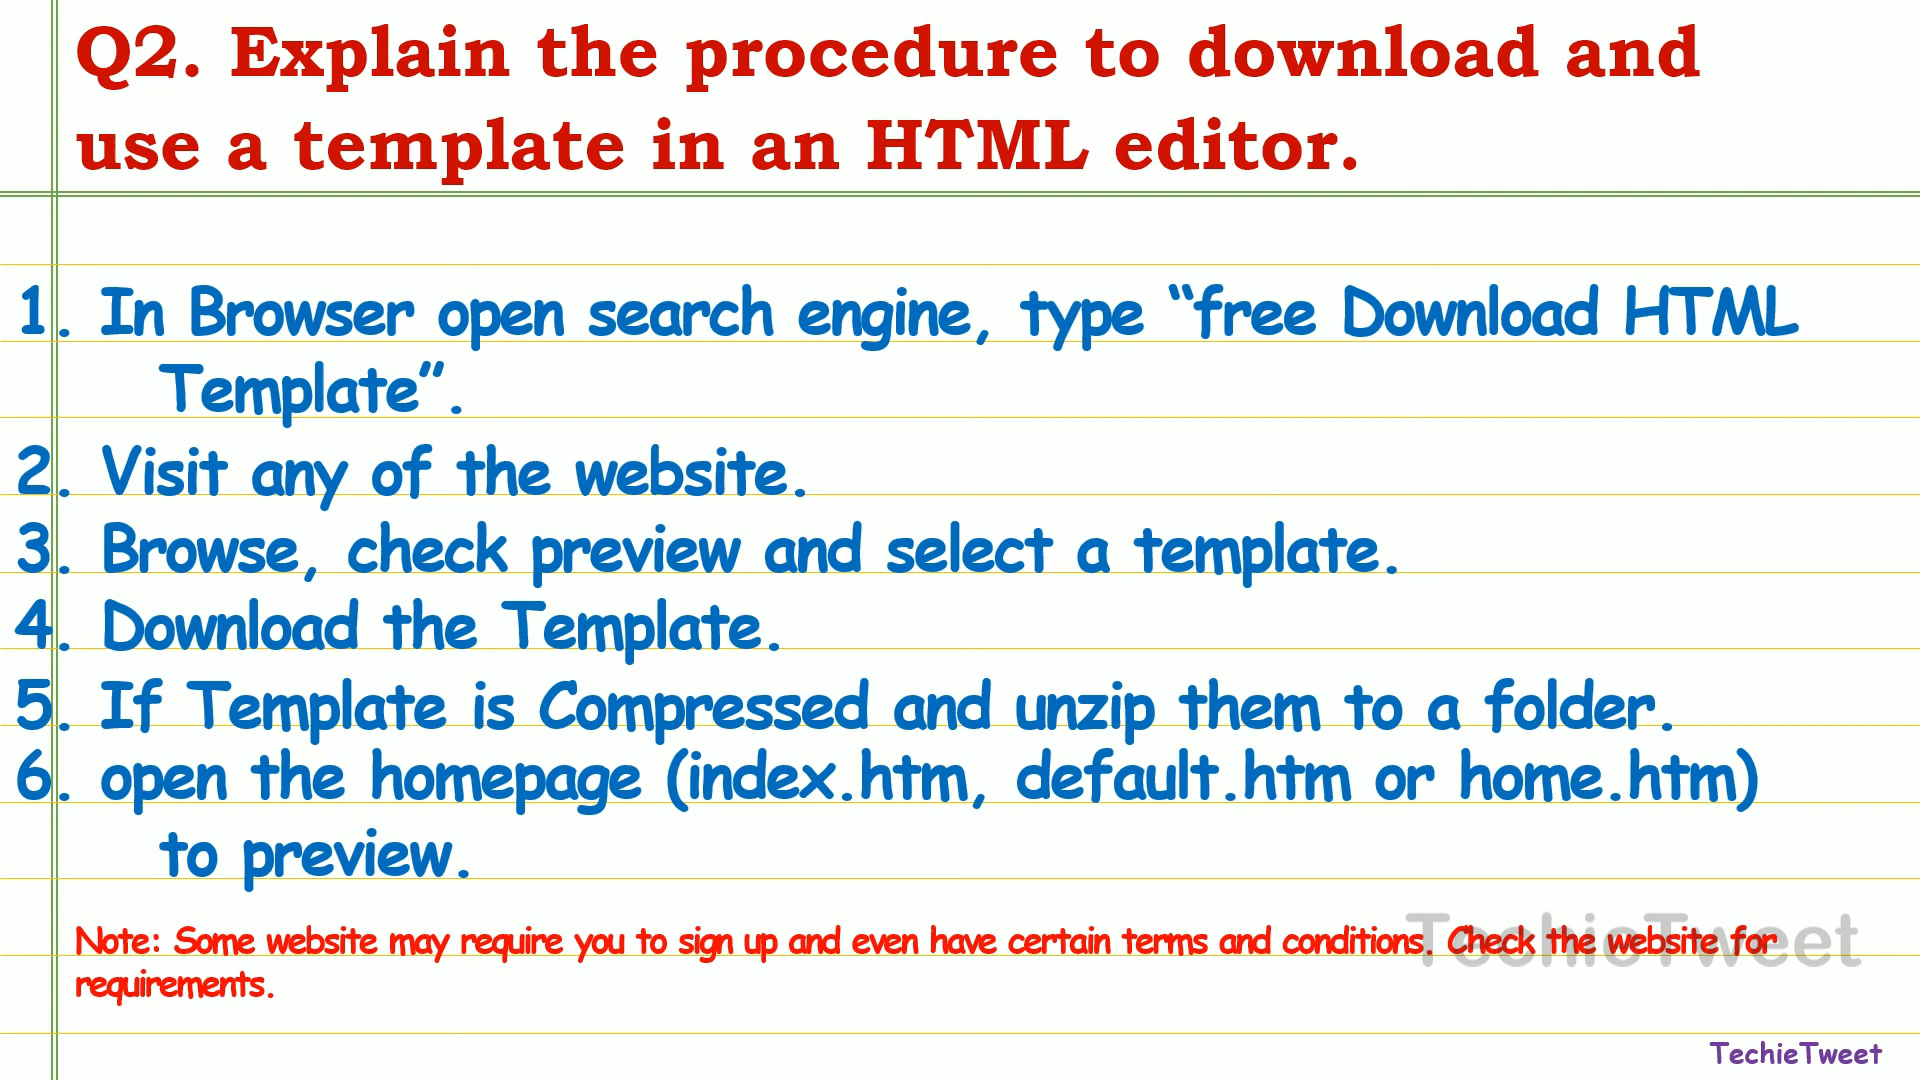 Q2. Explain the procedure to download and
use a template in an HTML editor.
1. In Browser open search engine, type “free Download HTML
Template”.
2. Visit any of the website.
3. Browse, check preview and select a template.
4. Download the Template.
5. If Template is Compressed and unzip them to a folder.
6. open the homepage (index.htm, default.htm or home.htm)
to preview.
Note: Some website may require you to sign up and even have certain terms and conditions. Check the website for
requirements.
TechieTweet
TechieTweet